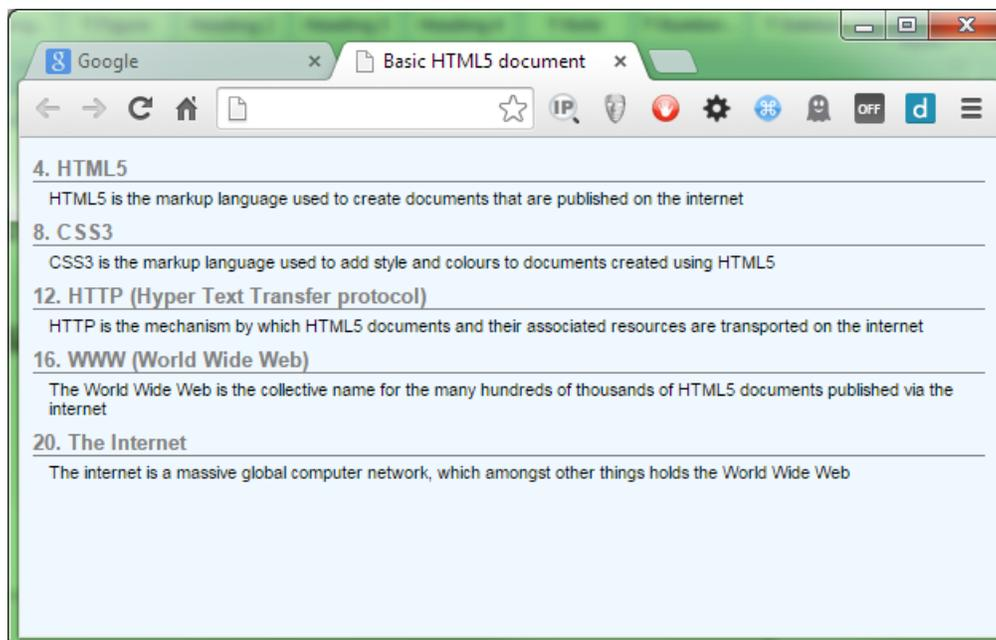 Google
Basic HTML5 document
IP
OFF
d
4. HTML5
HTML5 is the markup language used to create documents that are published on the internet
8. CSS3
CSS3 is the markup language used to add style and colours to documents created using HTML5
12. HTTP (Hyper Text Transfer protocol)
HTTP is the mechanism by which HTML5 documents and their associated resources are transported on the internet
16. WWW (World Wide Web)
The World Wide Web is the collective name for the many hundreds of thousands of HTML5 documents published via the
internet
20. The Internet
The internet is a massive global computer network, which amongst other things holds the World Wide Web